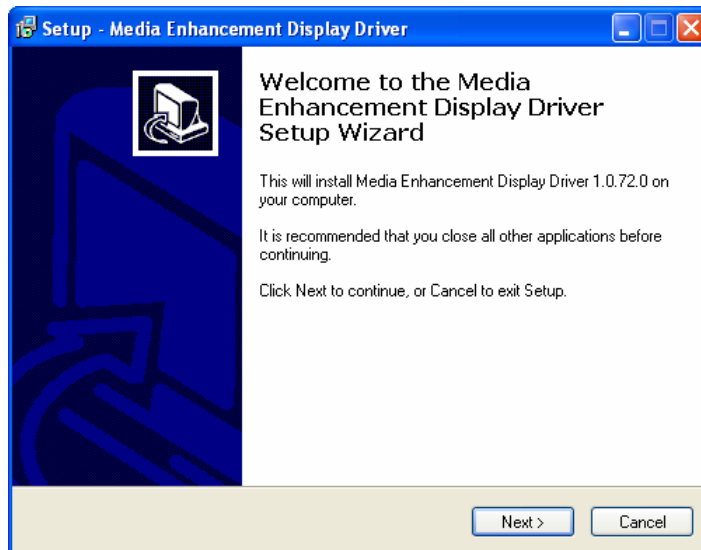 Setup - Media Enhancement Display Driver
Welcome to the Media
Enhancement Display Driver
Setup Wizard
This will install Media Enhancement Display Driver 1.0.72.0 on
your computer.
It is recommended that you close all other applications before
continuing.
Click Next to continue, or Cancel to exit Setup.
Next >
Cancel